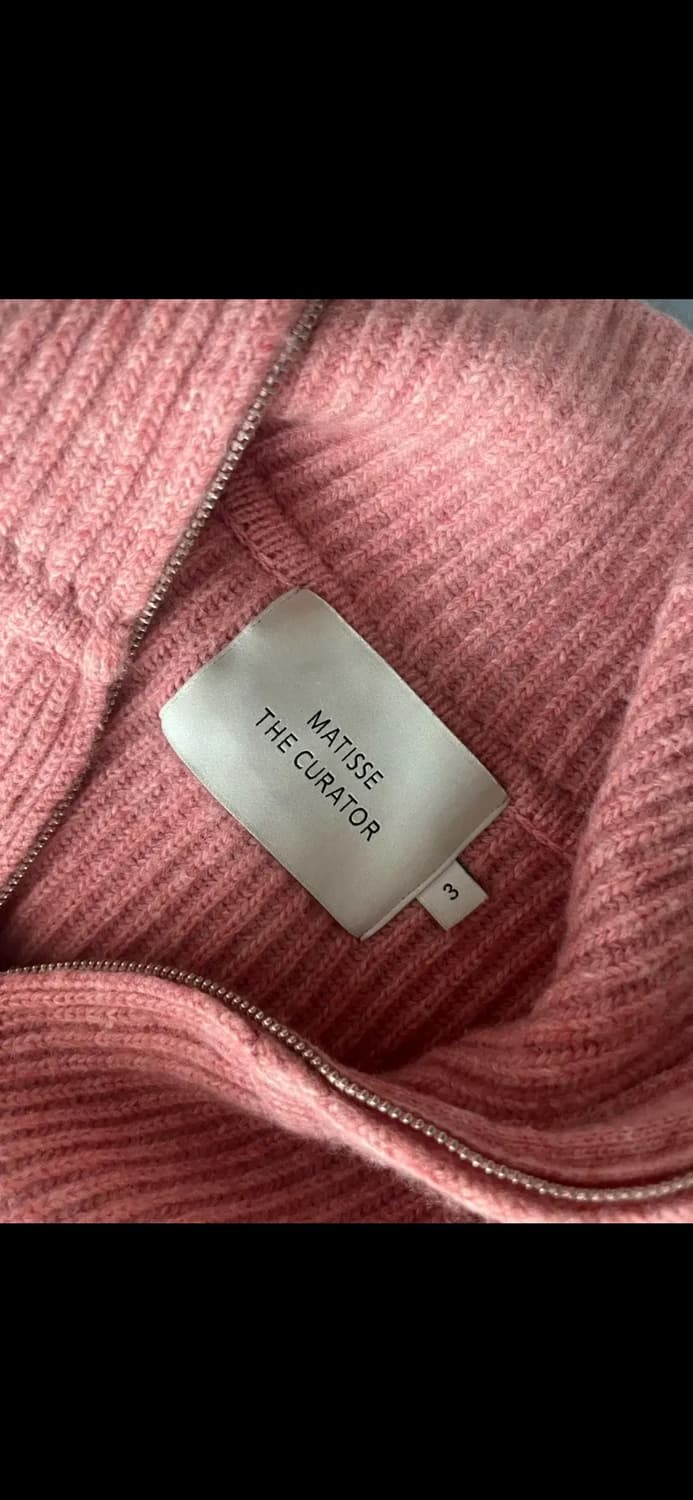 MATISSE
THE CURATOR
3